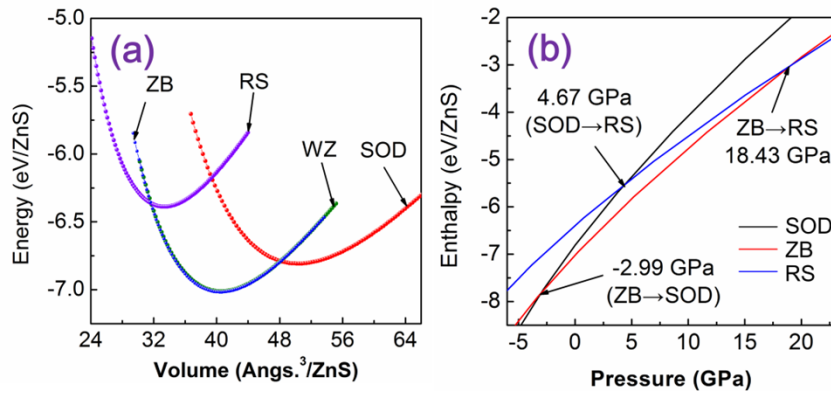 (a)
ZB
RS
WZ
SOD
-5.0
-5.5
-6.0
-6.5
-7.0
Energy (eV/ZnS)
24 32 40 48 56 64
Volume (Angs.³/ZnS)
(b)
-2
-3
-4
-5
-6
-7
-8
Enthalpy (eV/ZnS)
4.67 GPa
(SOD→RS)
ZB→RS
18.43 GPa
-2.99 GPa
(ZB→SOD)
SOD
ZB
RS
-5 0 5 10 15 20
Pressure (GPa)